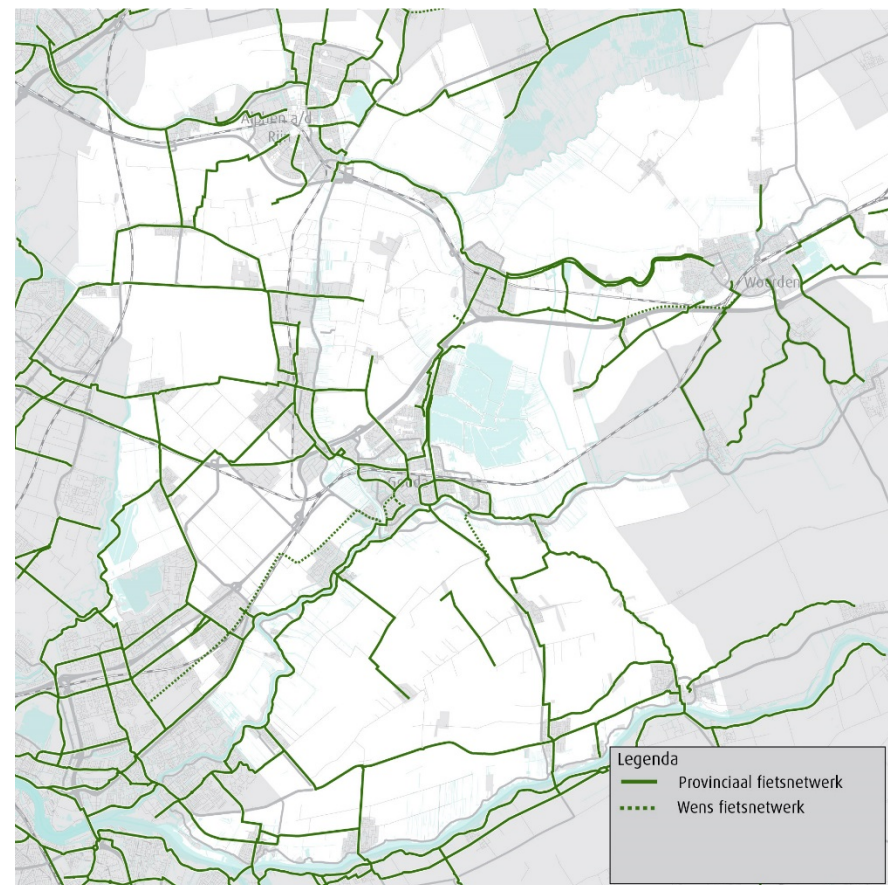 Alphen a/d
Rijn
Woerden
Gouda
Legenda
Provinciaal fietsnetwerk
Wens fietsnetwerk